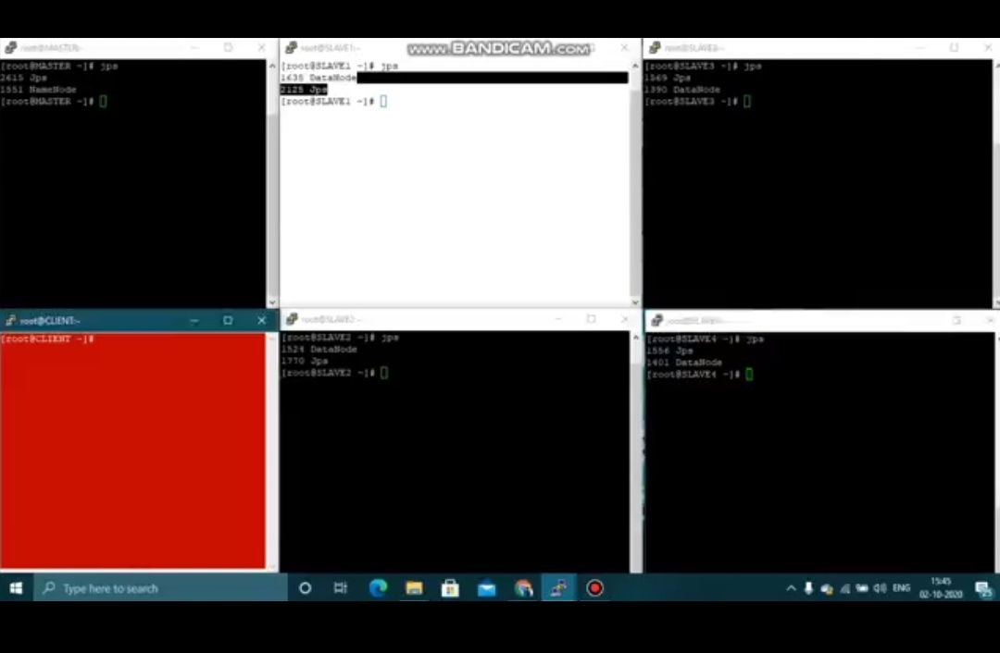 www.BANDICAM.com
root@MASTER:~
[root@MASTER ~]# jps
2615 Jps
1551 NameNode
[root@MASTER ~]#
root@SLAVE1:~
[root@SLAVE1 ~]# jps
1635 DataNode
2125 Jps
[root@SLAVE1 ~]#
root@SLAVE3:~
[root@SLAVE3 ~]# jps
1569 Jps
1390 DataNode
[root@SLAVE3 ~]#
root@CLIENT:~
[root@CLIENT ~]#
root@SLAVE2:~
[root@SLAVE2 ~]# jps
1524 DataNode
1770 Jps
[root@SLAVE2 ~]#
[root@SLAVE4 ~]# jps
1556 Jps
1401 DataNode
[root@SLAVE4 ~]#
Type here to search
ENG
15:45
02-10-2020